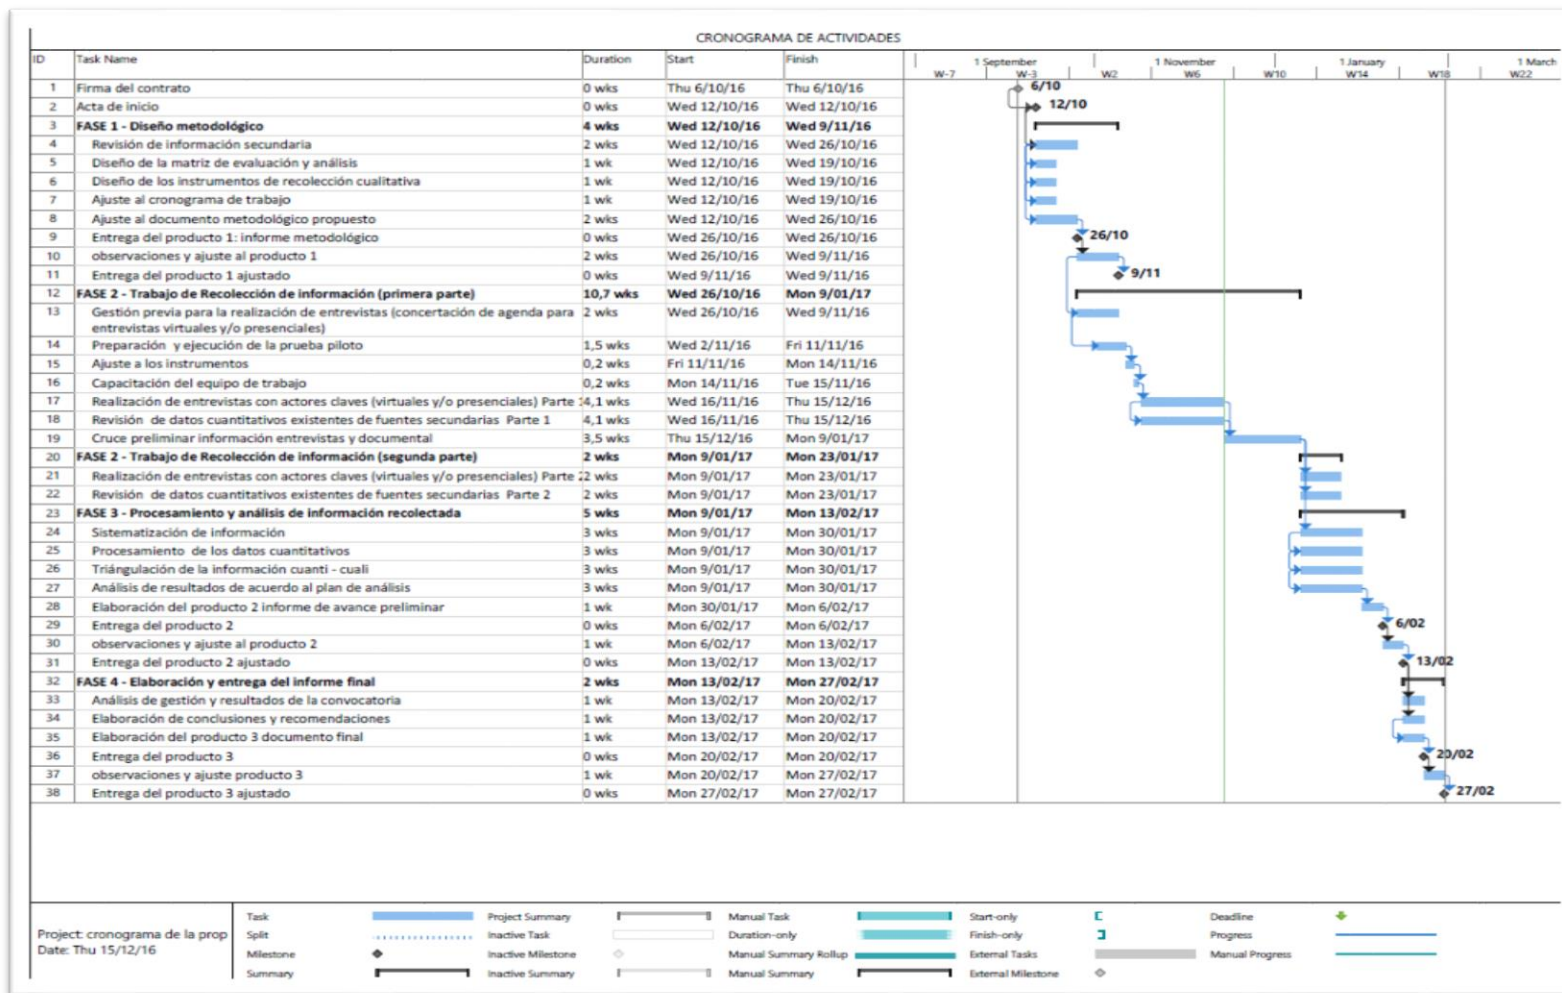 CRONOGRAMA DE ACTIVIDADES
ID Task Name Duration Start Finish
1 September 1 November 1 January 1 March
W-7 W-3 W2 W6 W10 W14 W18 W22
1 Firma del contrato 0 wks Thu 6/10/16 Thu 6/10/16 6/10
2 Acta de inicio 0 wks Wed 12/10/16 Wed 12/10/16 12/10
3 FASE 1 - Diseño metodológico 4 wks Wed 12/10/16 Wed 9/11/16
4 Revisión de información secundaria 2 wks Wed 12/10/16 Wed 26/10/16
5 Diseño de la matriz de evaluación y análisis 1 wk Wed 12/10/16 Wed 19/10/16
6 Diseño de los instrumentos de recolección cualitativa 1 wk Wed 12/10/16 Wed 19/10/16
7 Ajuste al cronograma de trabajo 1 wk Wed 12/10/16 Wed 19/10/16
8 Ajuste al documento metodológico propuesto 2 wks Wed 12/10/16 Wed 26/10/16
9 Entrega del producto 1: informe metodológico 0 wks Wed 26/10/16 Wed 26/10/16 26/10
10 observaciones y ajuste al producto 1 2 wks Wed 26/10/16 Wed 9/11/16
11 Entrega del producto 1 ajustado 0 wks Wed 9/11/16 Wed 9/11/16 9/11
12 FASE 2 - Trabajo de Recolección de información (primera parte) 10,7 wks Wed 26/10/16 Mon 9/01/17
13 Gestión previa para la realización de entrevistas (concertación de agenda para 2 wks Wed 26/10/16 Wed 9/11/16
entrevistas virtuales y/o presenciales)
14 Preparación y ejecución de la prueba piloto 1,5 wks Wed 2/11/16 Fri 11/11/16
15 Ajuste a los instrumentos 0,2 wks Fri 11/11/16 Mon 14/11/16
16 Capacitación del equipo de trabajo 0,2 wks Mon 14/11/16 Tue 15/11/16
17 Realización de entrevistas con actores claves (virtuales y/o presenciales) Parte 1 4,1 wks Wed 16/11/16 Thu 15/12/16
18 Revisión de datos cuantitativos existentes de fuentes secundarias Parte 1 4,1 wks Wed 16/11/16 Thu 15/12/16
19 Cruce preliminar información entrevistas y documental 3,5 wks Thu 15/12/16 Mon 9/01/17
20 FASE 2 - Trabajo de Recolección de información (segunda parte) 2 wks Mon 9/01/17 Mon 23/01/17
21 Realización de entrevistas con actores claves (virtuales y/o presenciales) Parte 2 2 wks Mon 9/01/17 Mon 23/01/17
22 Revisión de datos cuantitativos existentes de fuentes secundarias Parte 2 2 wks Mon 9/01/17 Mon 23/01/17
23 FASE 3 - Procesamiento y análisis de información recolectada 5 wks Mon 9/01/17 Mon 13/02/17
24 Sistematización de información 3 wks Mon 9/01/17 Mon 30/01/17
25 Procesamiento de los datos cuantitativos 3 wks Mon 9/01/17 Mon 30/01/17
26 Triángulación de la información cuanti - cuali 3 wks Mon 9/01/17 Mon 30/01/17
27 Análisis de resultados de acuerdo al plan de análisis 3 wks Mon 9/01/17 Mon 30/01/17
28 Elaboración del producto 2 informe de avance preliminar 1 wk Mon 30/01/17 Mon 6/02/17
29 Entrega del producto 2 0 wks Mon 6/02/17 Mon 6/02/17 6/02
30 observaciones y ajuste al producto 2 1 wk Mon 6/02/17 Mon 13/02/17
31 Entrega del producto 2 ajustado 0 wks Mon 13/02/17 Mon 13/02/17 13/02
32 FASE 4 - Elaboración y entrega del informe final 2 wks Mon 13/02/17 Mon 27/02/17
33 Análisis de gestión y resultados de la convocatoria 1 wk Mon 13/02/17 Mon 20/02/17
34 Elaboración de conclusiones y recomendaciones 1 wk Mon 13/02/17 Mon 20/02/17
35 Elaboración del producto 3 documento final 1 wk Mon 13/02/17 Mon 20/02/17
36 Entrega del producto 3 0 wks Mon 20/02/17 Mon 20/02/17 20/02
37 observaciones y ajuste producto 3 1 wk Mon 20/02/17 Mon 27/02/17
38 Entrega del producto 3 ajustado 0 wks Mon 27/02/17 Mon 27/02/17 27/02
Project: cronograma de la prop
Date: Thu 15/12/16
Task Project Summary Manual Task Start-only Deadline
Split Inactive Task Duration-only Finish-only Progress
Milestone Inactive Milestone Manual Summary Rollup External Tasks Manual Progress
Summary Inactive Summary Manual Summary External Milestone